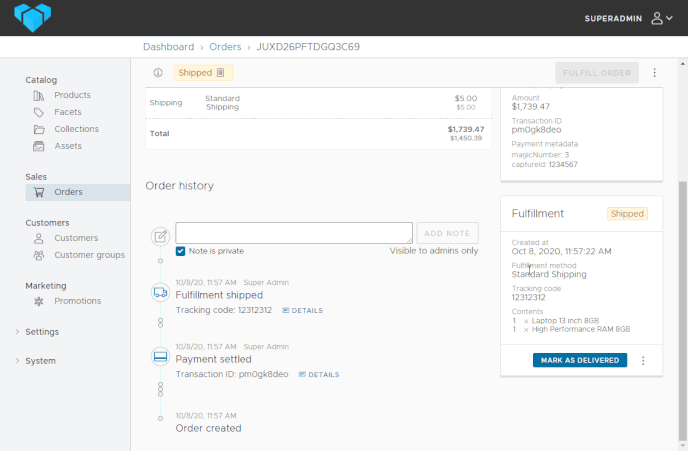 SUPERADMIN
Dashboard › Orders › JUXD26PFTDGQ3C69
Catalog
Products
Facets
Collections
Assets
Sales
Orders
Customers
Customers
Customer groups
Marketing
Promotions
Settings
System
Shipped
FULFILL ORDER
Shipping
Standard
Shipping
$5.00
$5.00
Total
$1,739.47
$1,450.39
Order history
ADD NOTE
Note is private
Visible to admins only
10/8/20, 11:57 AM Super Admin
Fulfillment shipped
Tracking code: 12312312 DETAILS
10/8/20, 11:57 AM Super Admin
Payment settled
Transaction ID: pm0gk8deo DETAILS
10/8/20, 11:57 AM
Order created
Amount
$1,739.47
Transaction ID
pm0gk8deo
Payment metadata
magicNumber: 3
captureId: 1234567
Fulfillment
Shipped
Created at
Oct 8, 2020, 11:57:22 AM
Fulfillment method
Standard Shipping
Tracking code
12312312
Contents
1 × Laptop 13 inch 8GB
1 × High Performance RAM 8GB
MARK AS DELIVERED